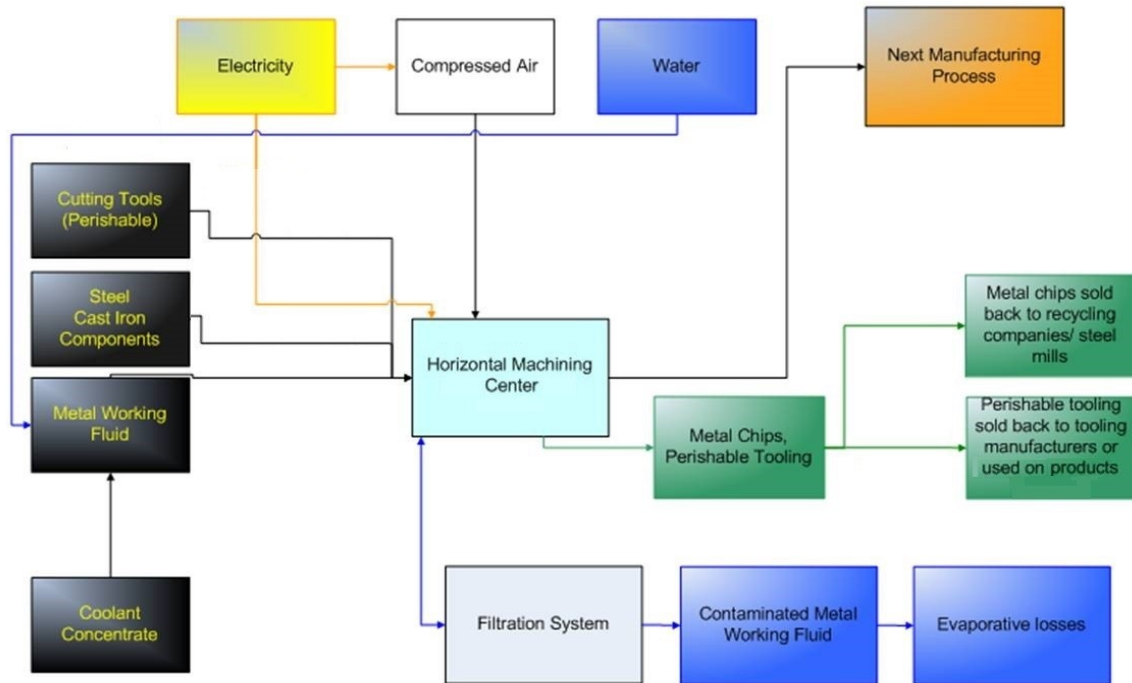 Electricity
Compressed Air
Water
Next Manufacturing
Process
Cutting Tools
(Perishable)
Steel
Cast Iron
Components
Metal Working
Fluid
Horizontal Machining
Center
Metal chips sold
back to recycling
companies/ steel
mills
Metal Chips,
Perishable Tooling
Perishable tooling
sold back to tooling
manufacturers or
used on products
Coolant
Concentrate
Filtration System
Contaminated Metal
Working Fluid
Evaporative losses